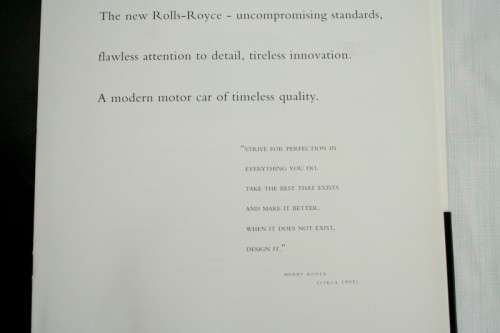 The new Rolls-Royce - uncompromising standards,
flawless attention to detail, tireless innovation.
A modern motor car of timeless quality.
"STRIVE FOR PERFECTION IN
EVERYTHING YOU DO.
TAKE THE BEST THAT EXISTS
AND MAKE IT BETTER.
WHEN IT DOES NOT EXIST,
DESIGN IT."
HENRY ROYCE
(CIRCA